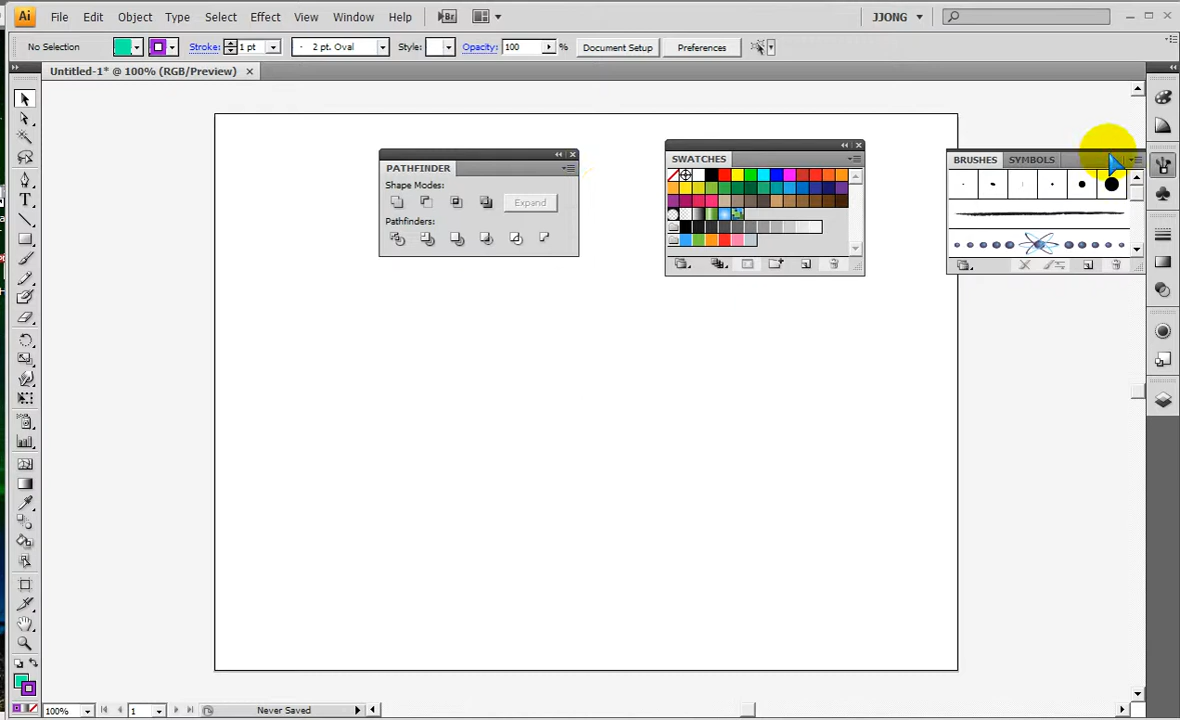 Ai File Edit Object Type Select Effect View Window Help Br JJONG
No Selection Stroke: 1 pt 2 pt. Oval Style: Opacity: 100 % Document Setup Preferences
Untitled-1* @ 100% (RGB/Preview)
PATHFINDER
Shape Modes:
Expand
Pathfinders:
SWATCHES
BRUSHES SYMBOLS
100% 1 Never Saved